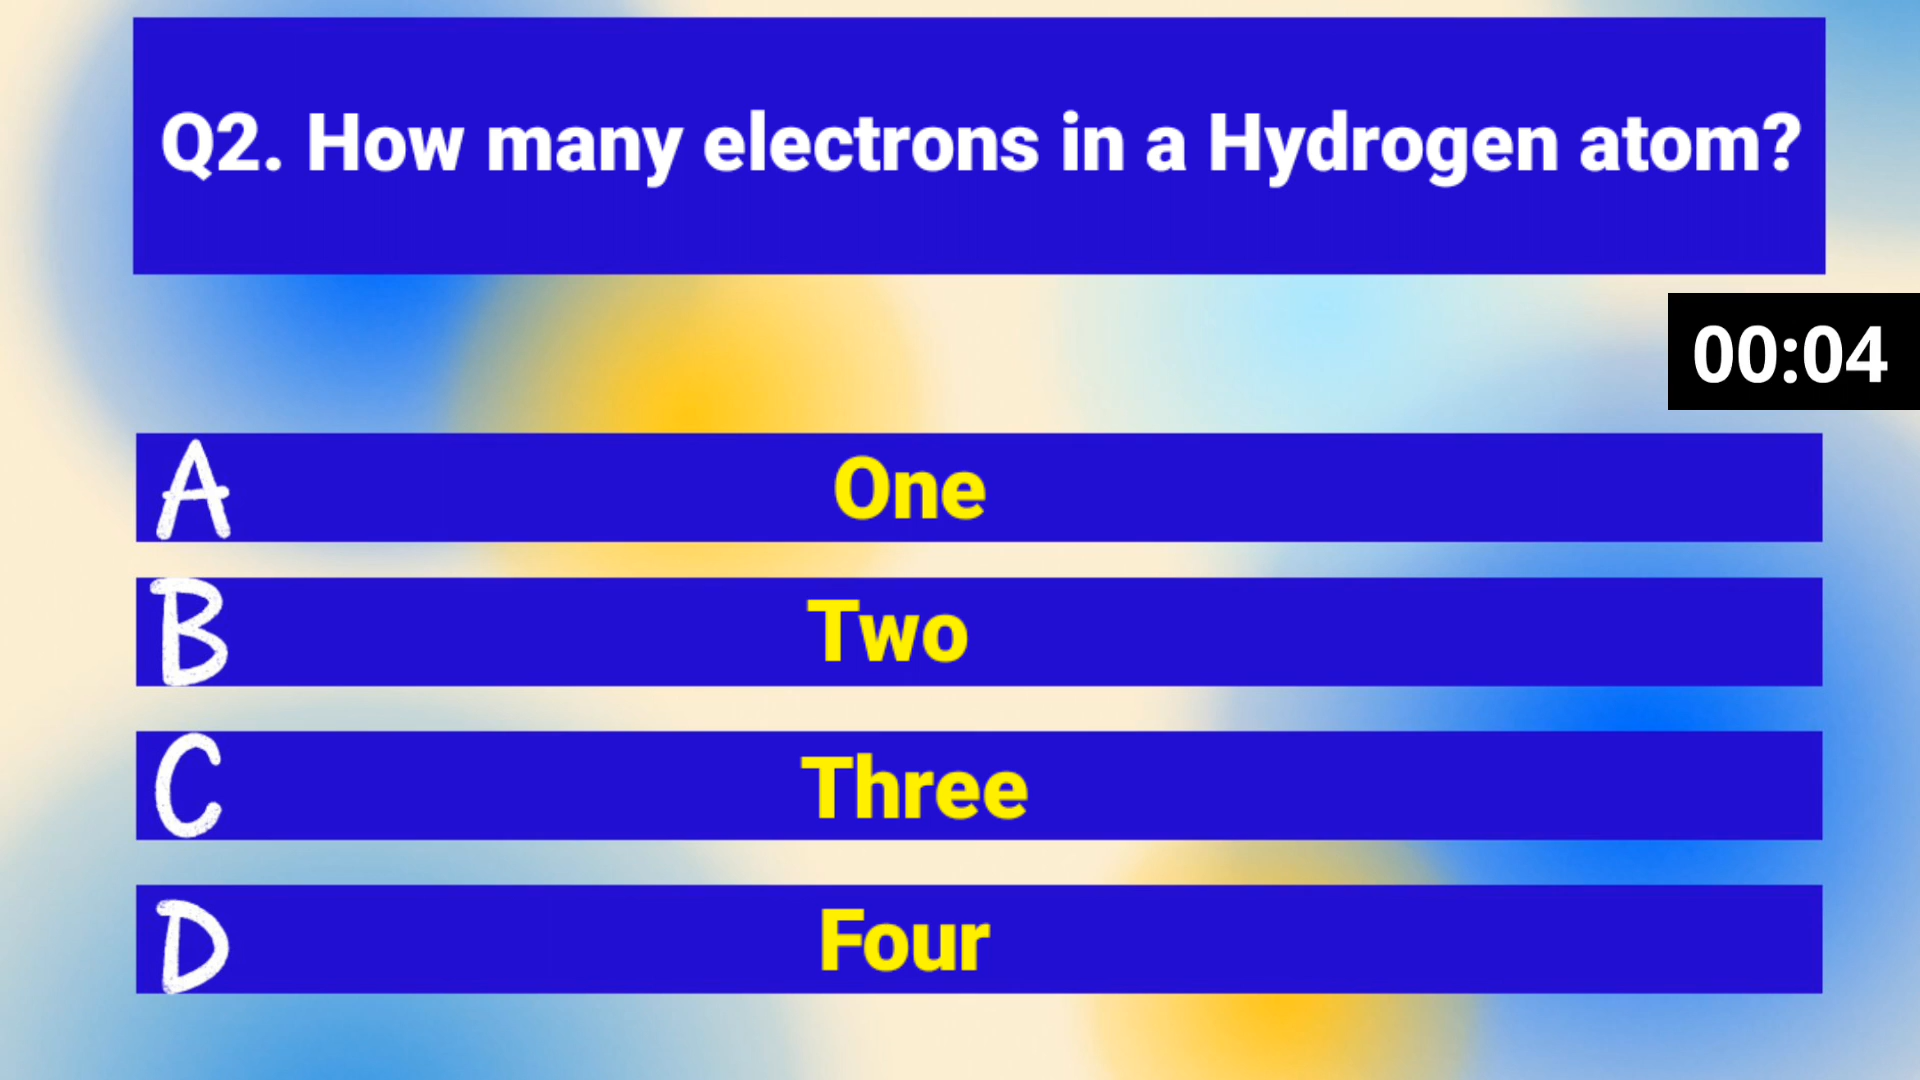 Q2. How many electrons in a Hydrogen atom?
00:04
A One
B Two
C Three
D Four